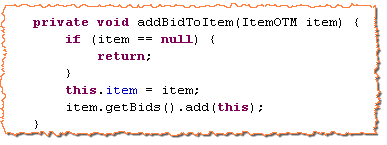 private void addBidToItem(ItemOTM item) {
    if (item == null) {
        return;
    }
    this.item = item;
    item.getBids().add(this);
}